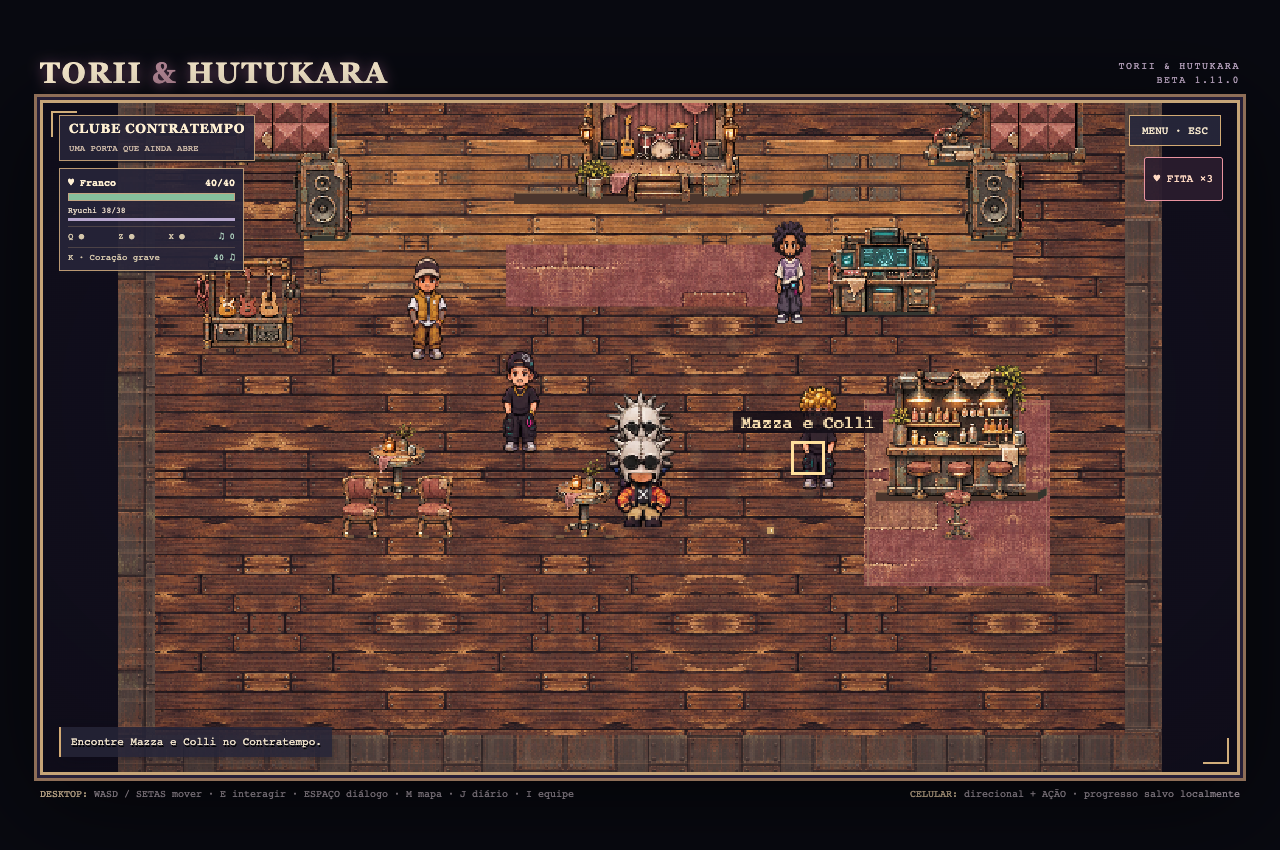 TORII & HUTUKARA
TORII & HUTUKARA
BETA 1.11.0
CLUBE CONTRATEMPO
UMA PORTA QUE AINDA ABRE
MENU · ESC
♥ FITA ×3
♥ Franco 40/40
Ryuchi 38/38
Q ● Z ● X ● ♫ 0
K · Coração grave 40 ♫
Mazza e Colli
Encontre Mazza e Colli no Contratempo.
DESKTOP: WASD / SETAS mover · E interagir · ESPAÇO diálogo · M mapa · J diário · I equipe
CELULAR: direcional + AÇÃO · progresso salvo localmente